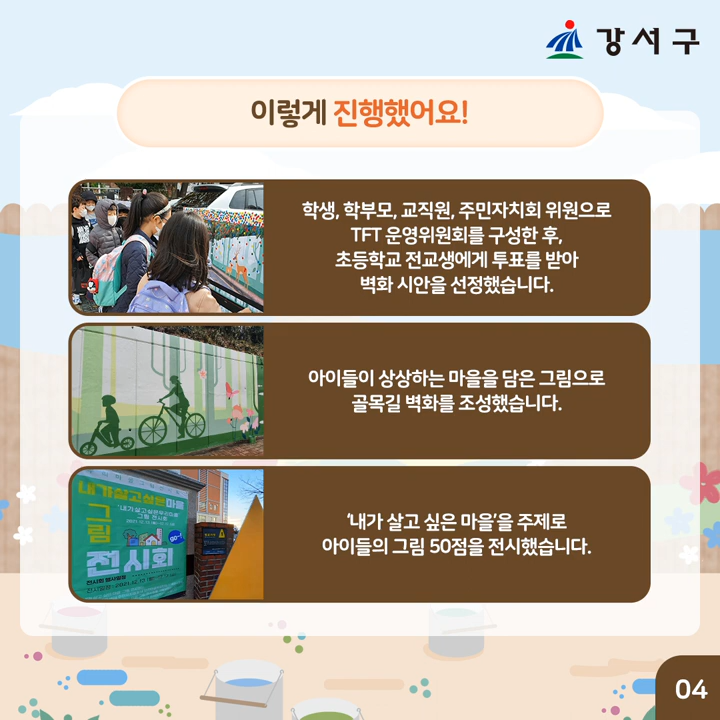 강서구
이렇게 진행했어요!
학생, 학부모, 교직원, 주민자치회 위원으로
TFT 운영위원회를 구성한 후,
초등학교 전교생에게 투표를 받아
벽화 시안을 선정했습니다.
아이들이 상상하는 마을을 담은 그림으로
골목길 벽화를 조성했습니다.
내가살고싶은마을
그림
전시회
'내가 살고 싶은 마을'을 주제로
아이들의 그림 50점을 전시했습니다.
04